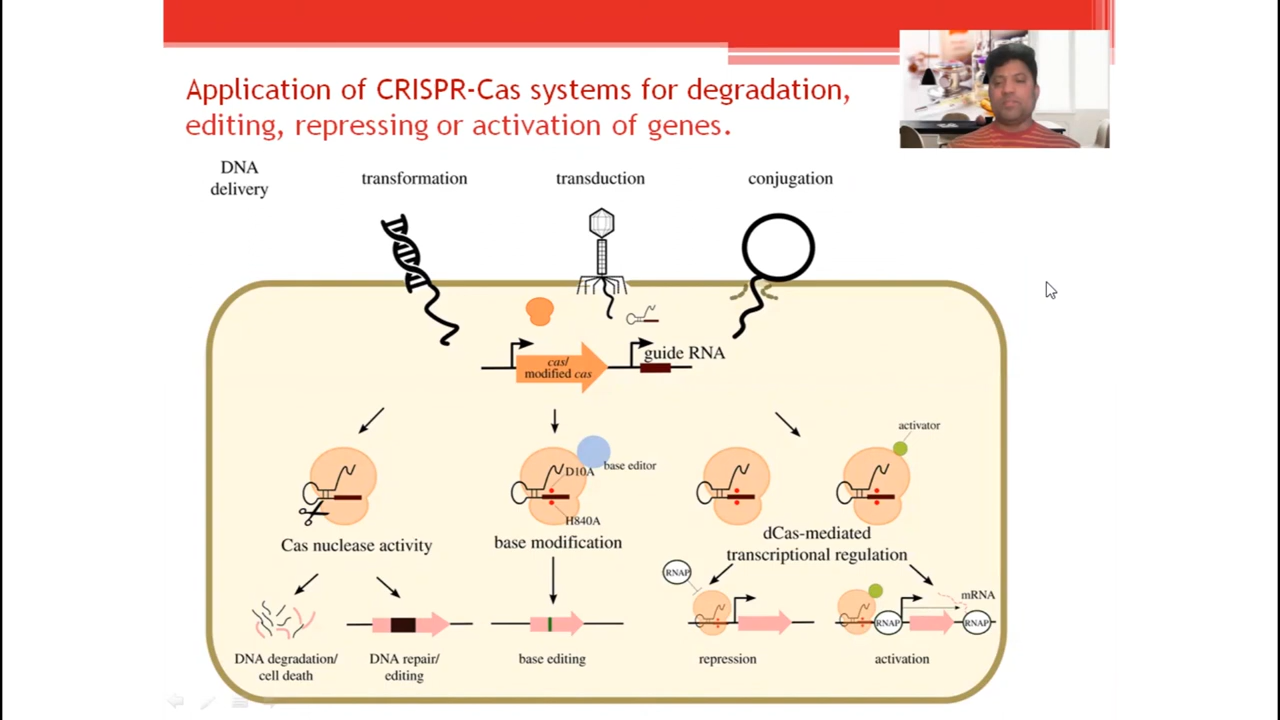 Application of CRISPR-Cas systems for degradation,
editing, repressing or activation of genes.
DNA
delivery
transformation
transduction
conjugation
cas/
modified cas
guide RNA
activator
base editor
D10A
H840A
Cas nuclease activity
base modification
dCas-mediated
transcriptional regulation
RNAP
mRNA
RNAP
RNAP
DNA degradation/
cell death
DNA repair/
editing
base editing
repression
activation